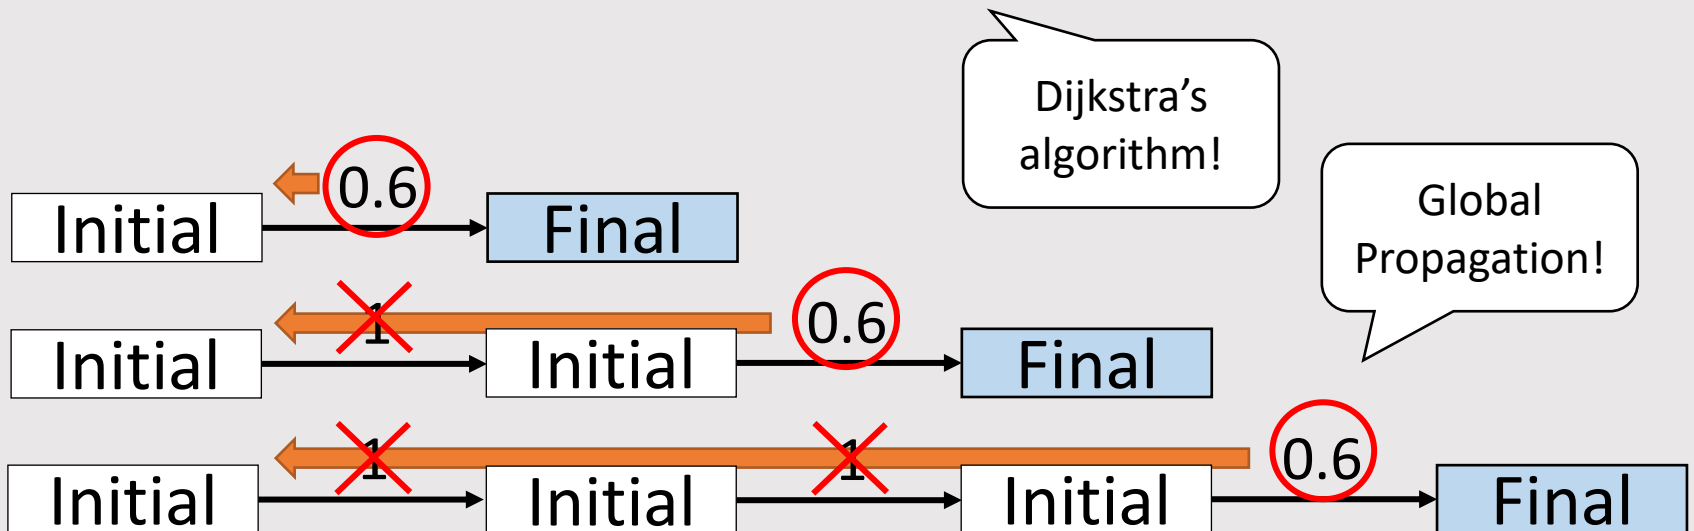 Dijkstra’s
algorithm!
Global
Propagation!
0.6
Initial
Final
1
0.6
Initial
Initial
Final
1
1
0.6
Initial
Initial
Initial
Final